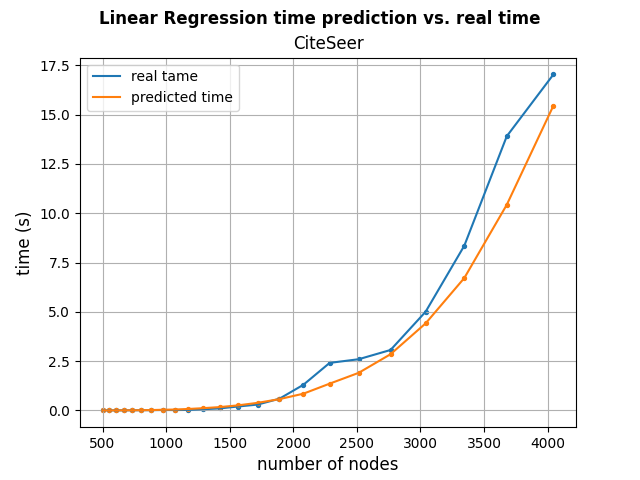 Linear Regression time prediction vs. real time
CiteSeer
real tame
predicted time
17.5
15.0
12.5
10.0
7.5
5.0
2.5
0.0
time (s)
500 1000 1500 2000 2500 3000 3500 4000
number of nodes